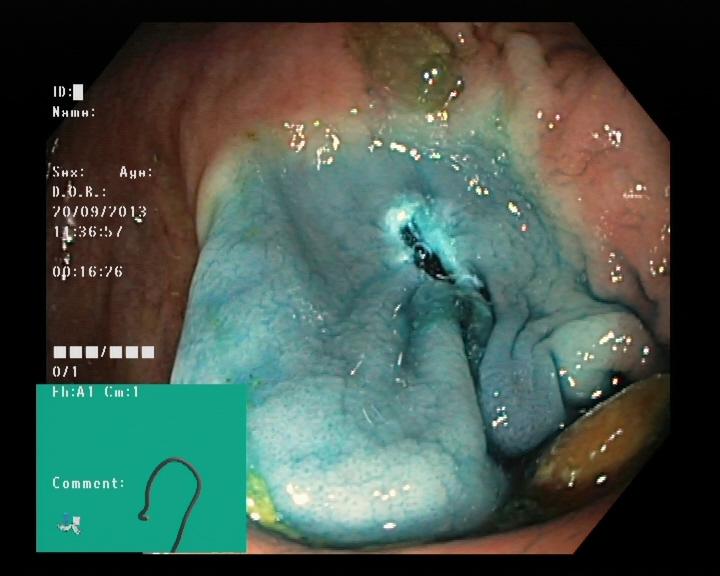 ID:
Name:
Sex: Age:
D.O.B.:
20/09/2013
11:36:57
00:16:26
■■■/■■■
0/1
Eh:A1 Cm:1
Comment: